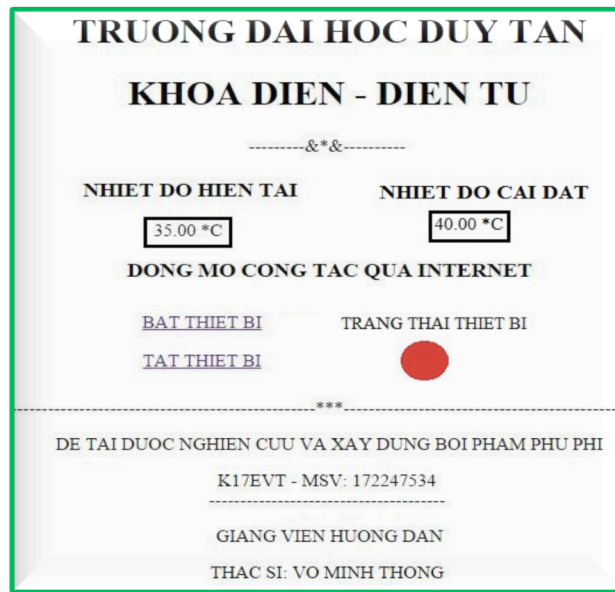 TRUONG DAI HOC DUY TAN
KHOA DIEN - DIEN TU
---------&*&----------
NHIET DO HIEN TAI
NHIET DO CAI DAT
35.00 *C
40.00 *C
DONG MO CONG TAC QUA INTERNET
BAT THIET BI
TRANG THAI THIET BI
TAT THIET BI
--------------------------------------------***----------------------------------------
DE TAI DUOC NGHIEN CUU VA XAY DUNG BOI PHAM PHU PHI
K17EVT - MSV: 172247534
---------------------------------------
GIANG VIEN HUONG DAN
THAC SI: VO MINH THONG